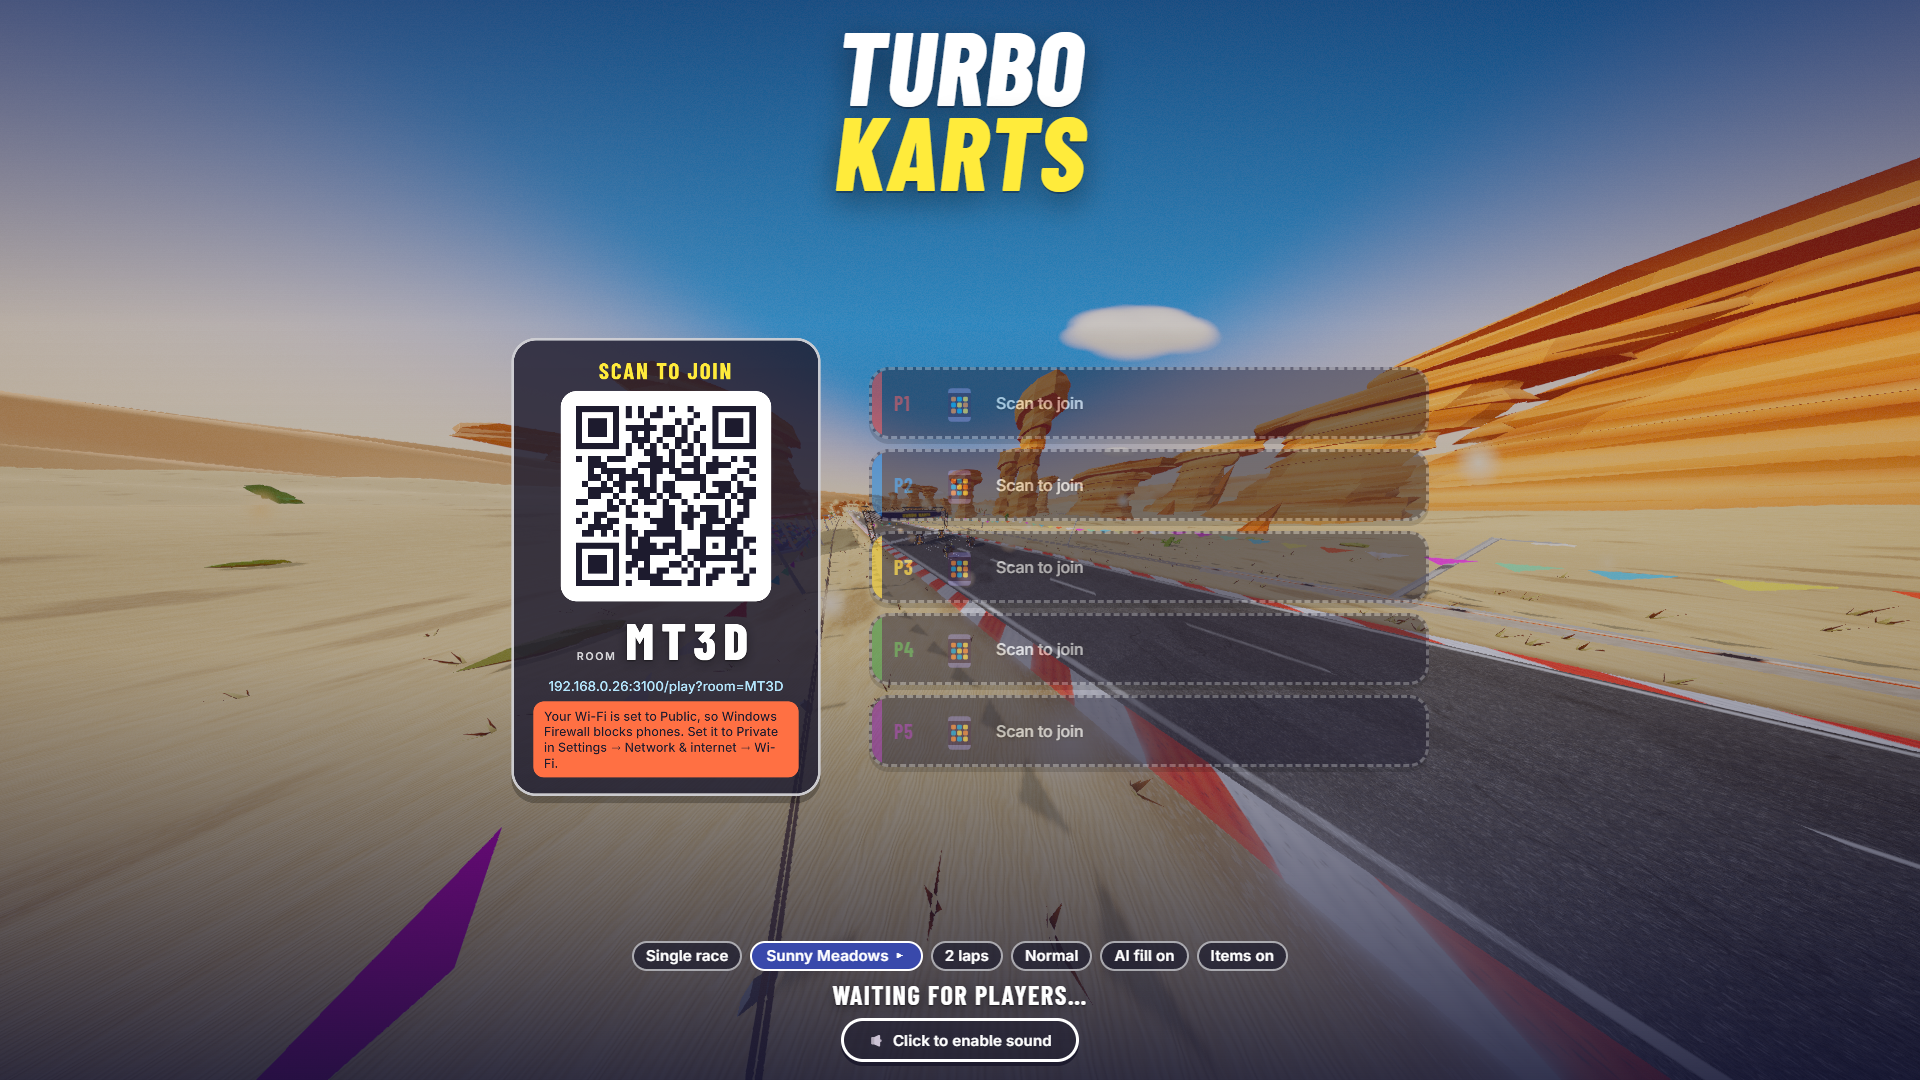 TURBO
KARTS
SCAN TO JOIN
ROOM MT3D
192.168.0.26:3100/play?room=MT3D
Your Wi-Fi is set to Public, so Windows
Firewall blocks phones. Set it to Private
in Settings → Network & internet → Wi-
Fi.
P1 Scan to join
P2 Scan to join
P3 Scan to join
P4 Scan to join
P5 Scan to join
Single race
Sunny Meadows ▸
2 laps
Normal
AI fill on
Items on
WAITING FOR PLAYERS...
Click to enable sound